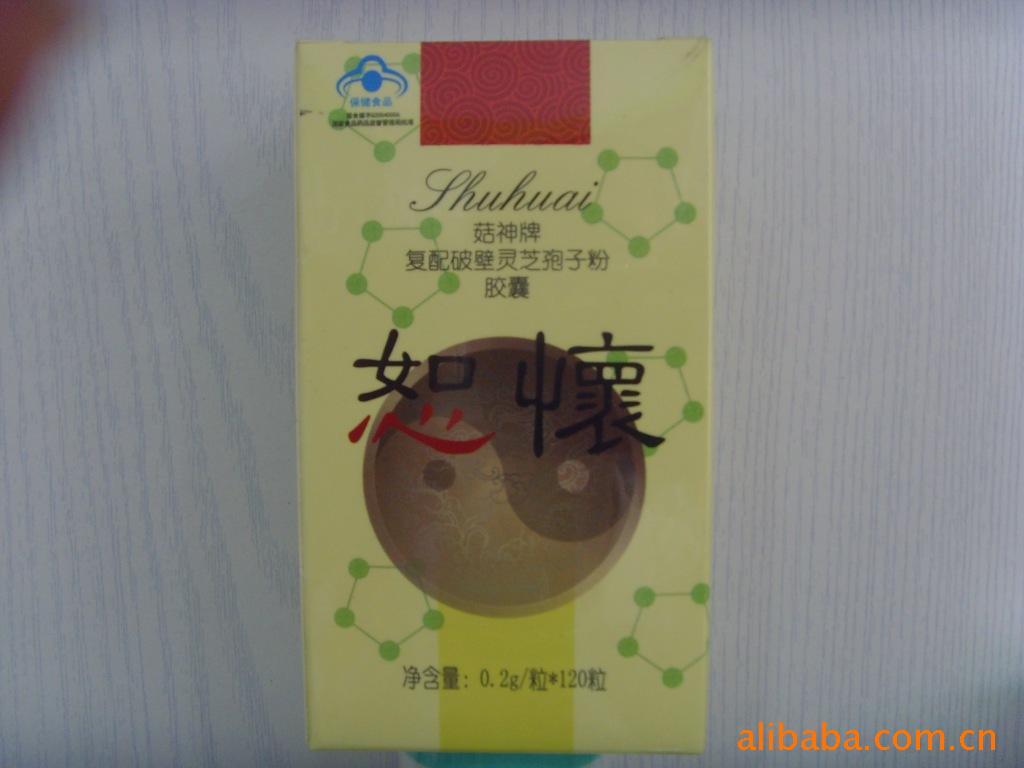 保健食品
Shuhuai
菇神牌
复配破壁灵芝孢子粉
胶囊
恕懷
净含量：0.2g/粒*120粒
alibaba.com.cn